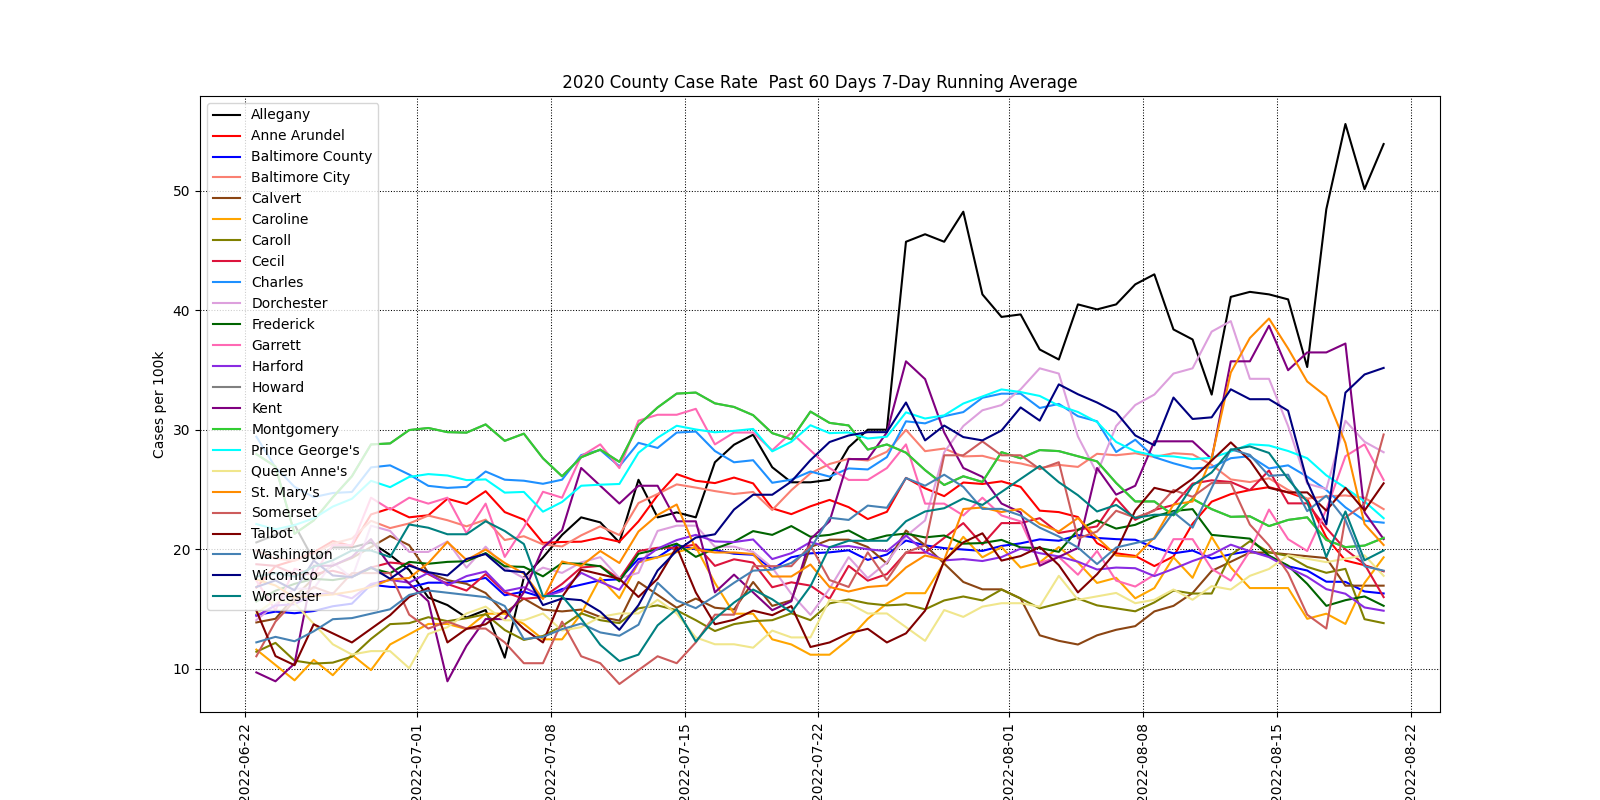 2020 County Case Rate  Past 60 Days 7-Day Running Average
Cases per 100k
50
40
30
20
10
Allegany
Anne Arundel
Baltimore County
Baltimore City
Calvert
Caroline
Caroll
Cecil
Charles
Dorchester
Frederick
Garrett
Harford
Howard
Kent
Montgomery
Prince George's
Queen Anne's
St. Mary's
Somerset
Talbot
Washington
Wicomico
Worcester
2022-06-22
2022-07-01
2022-07-08
2022-07-15
2022-07-22
2022-08-01
2022-08-08
2022-08-15
2022-08-22